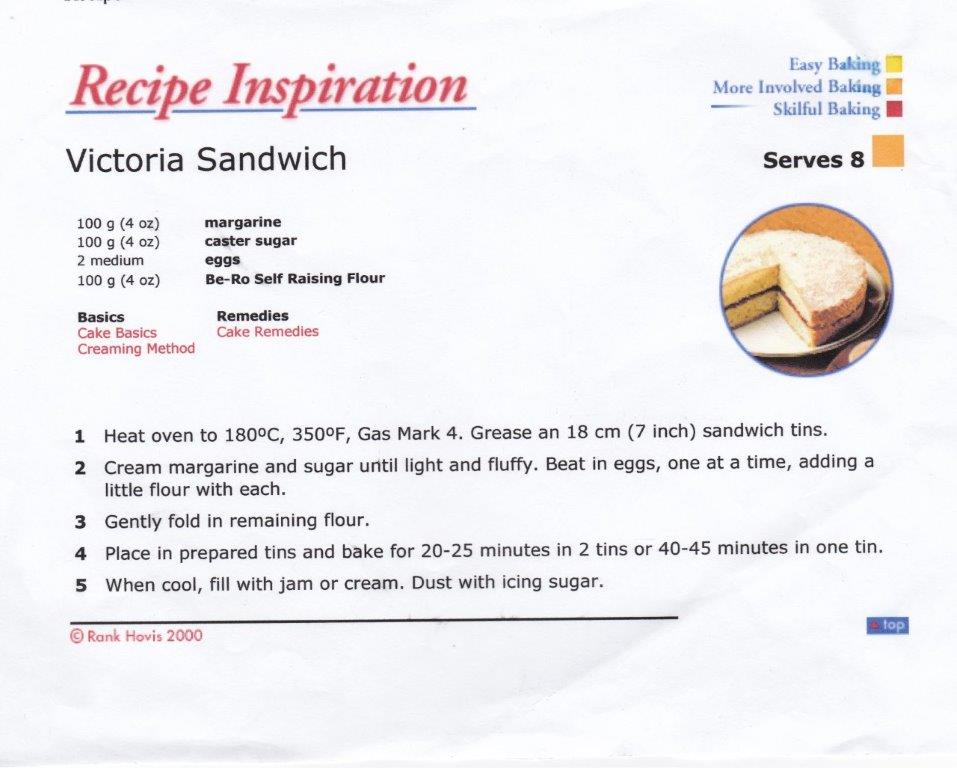 Recipe Inspiration
Easy Baking
More Involved Baking
Skilful Baking
Victoria Sandwich
Serves 8
100 g (4 oz) margarine
100 g (4 oz) caster sugar
2 medium eggs
100 g (4 oz) Be-Ro Self Raising Flour
Basics Remedies
Cake Basics Cake Remedies
Creaming Method
1 Heat oven to 180ºC, 350ºF, Gas Mark 4. Grease an 18 cm (7 inch) sandwich tins.
2 Cream margarine and sugar until light and fluffy. Beat in eggs, one at a time, adding a
little flour with each.
3 Gently fold in remaining flour.
4 Place in prepared tins and bake for 20-25 minutes in 2 tins or 40-45 minutes in one tin.
5 When cool, fill with jam or cream. Dust with icing sugar.
© Rank Hovis 2000
top